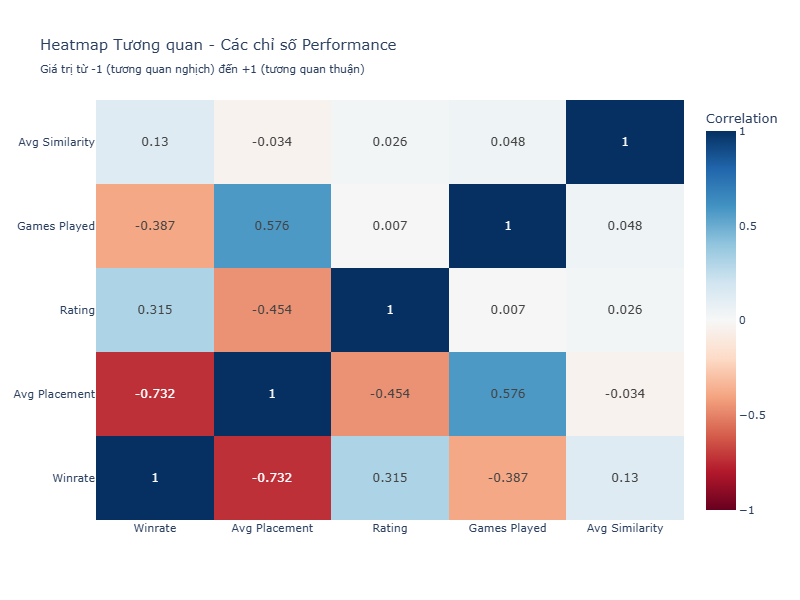 Heatmap Tương quan - Các chỉ số Performance
Giá trị từ -1 (tương quan nghịch) đến +1 (tương quan thuận)
Correlation
Avg Similarity 0.13 -0.034 0.026 0.048 1
Games Played -0.387 0.576 0.007 1 0.048
Rating 0.315 -0.454 1 0.007 0.026
Avg Placement -0.732 1 -0.454 0.576 -0.034
Winrate 1 -0.732 0.315 -0.387 0.13
Winrate Avg Placement Rating Games Played Avg Similarity
1
0.5
0
−0.5
−1